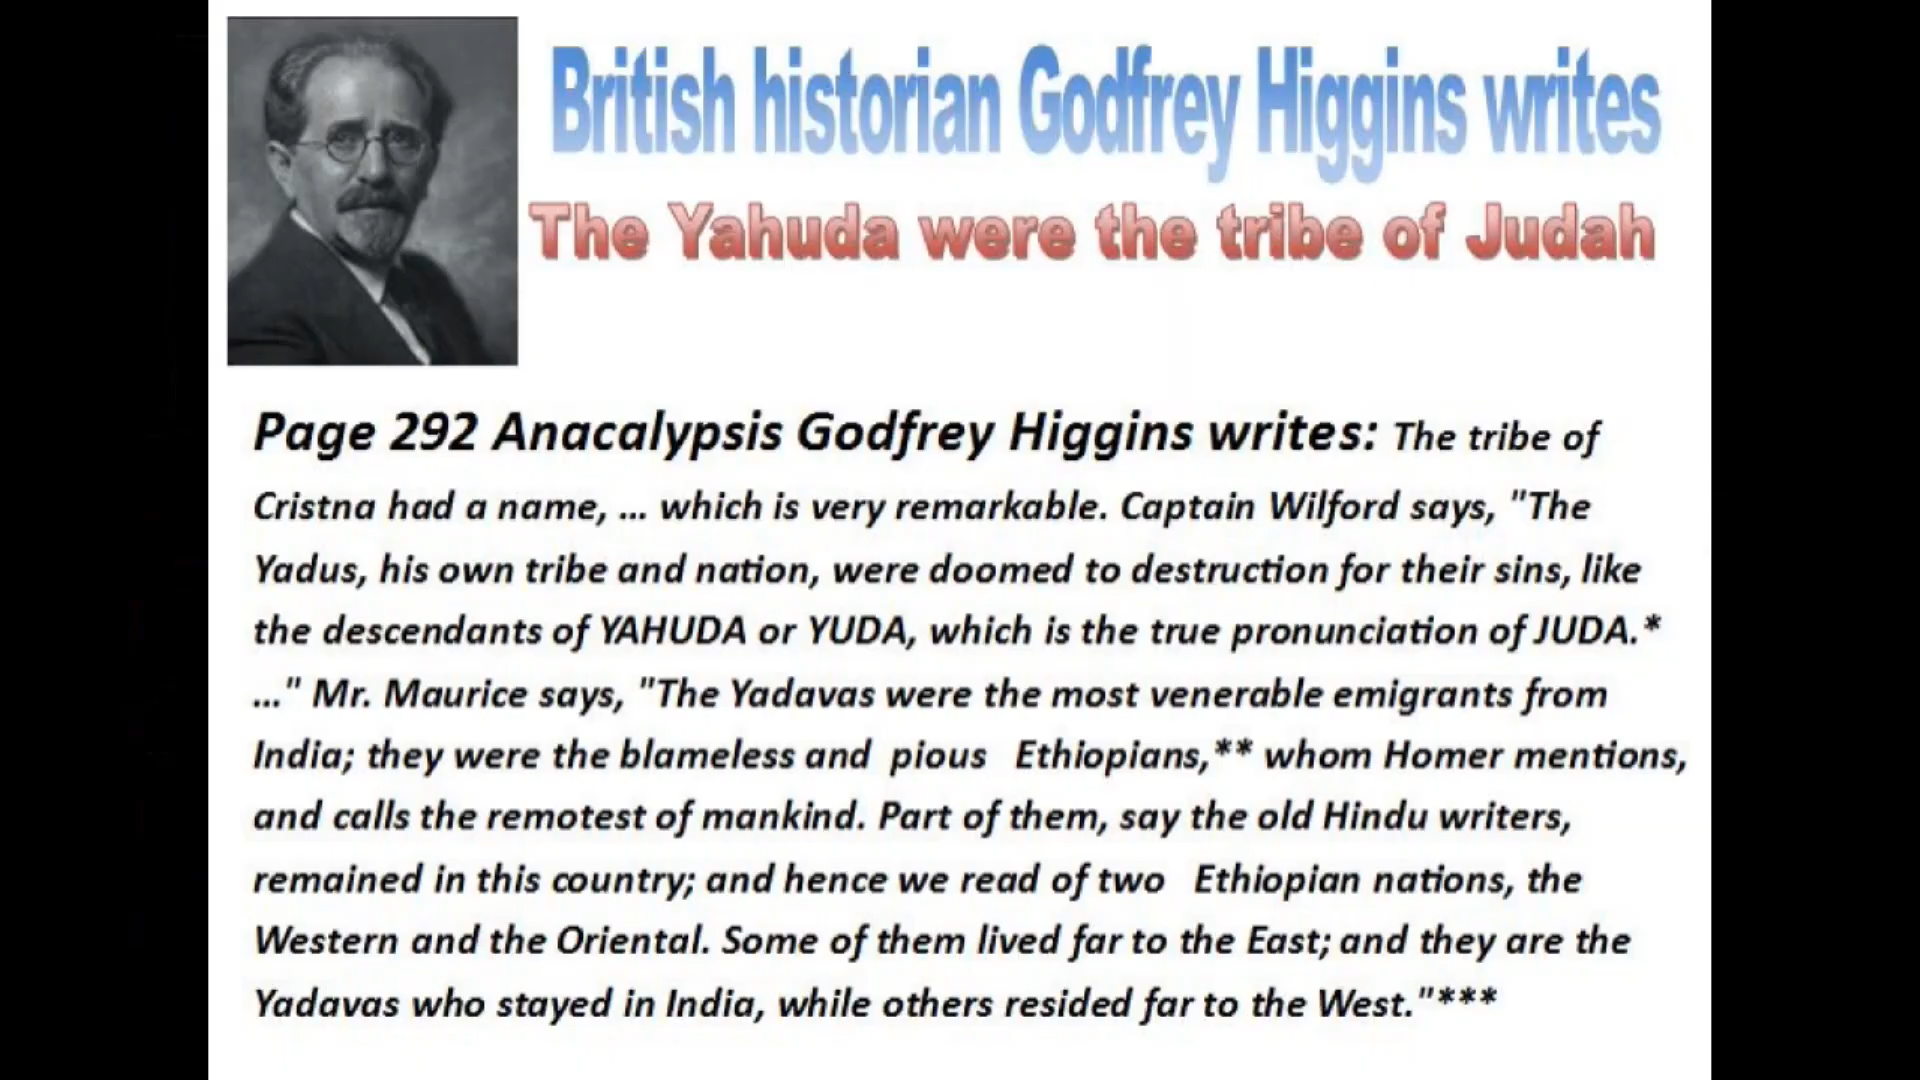 British historian Godfrey Higgins writes
The Yahuda were the tribe of Judah
Page 292 Anacalypsis Godfrey Higgins writes: The tribe of
Cristna had a name, ... which is very remarkable. Captain Wilford says, "The
Yadus, his own tribe and nation, were doomed to destruction for their sins, like
the descendants of YAHUDA or YUDA, which is the true pronunciation of JUDA.*
..." Mr. Maurice says, "The Yadavas were the most venerable emigrants from
India; they were the blameless and pious Ethiopians,** whom Homer mentions,
and calls the remotest of mankind. Part of them, say the old Hindu writers,
remained in this country; and hence we read of two Ethiopian nations, the
Western and the Oriental. Some of them lived far to the East; and they are the
Yadavas who stayed in India, while others resided far to the West."***